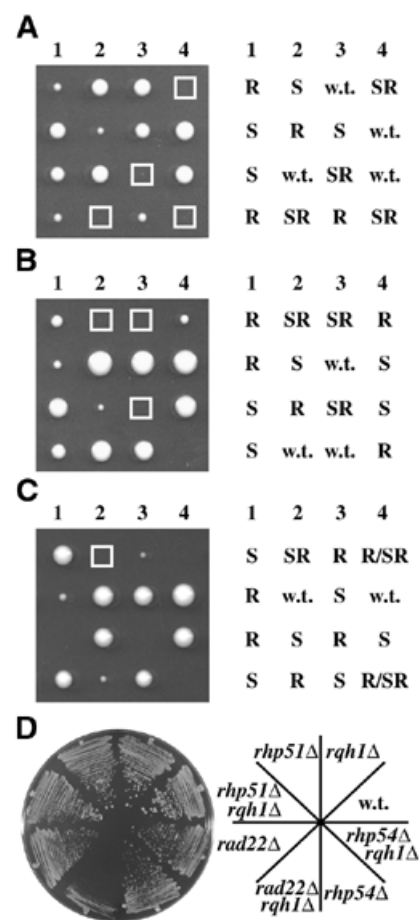 A
1 2 3 4 1 2 3 4
R S w.t. SR
S R S w.t.
S w.t. SR w.t.
R SR R SR
B
1 2 3 4 1 2 3 4
R SR SR R
R S w.t. S
S R SR S
S w.t. w.t. R
C
1 2 3 4 1 2 3 4
S SR R R/SR
R w.t. S w.t.
R S R S
S R S R/SR
D
rhp51Δ rqh1Δ
rhp51Δ
rqh1Δ
w.t.
rad22Δ
rhp54Δ
rqh1Δ
rad22Δ
rqh1Δ
rhp54Δ